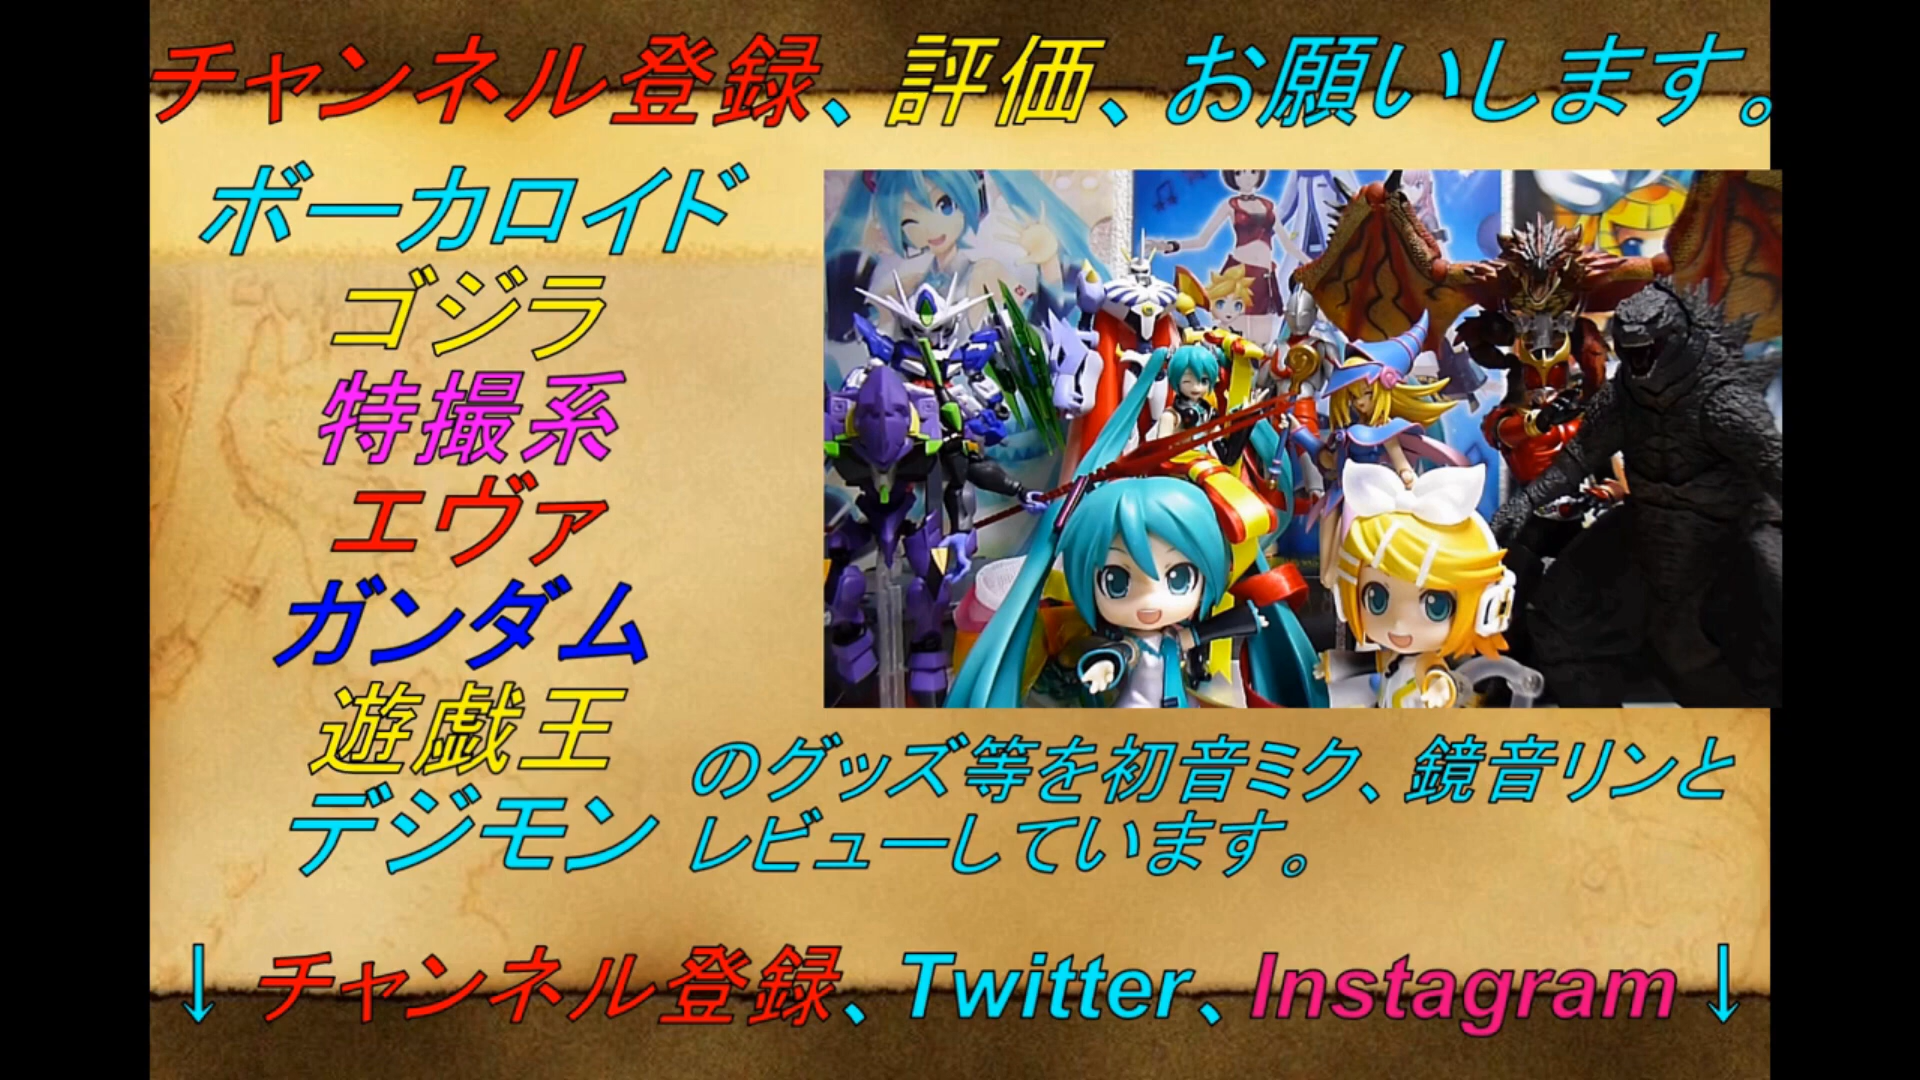 チャンネル登録、評価、お願いします。
ボーカロイド
ゴジラ
特撮系
エヴァ
ガンダム
遊戯王
デジモン
のグッズ等を初音ミク、鏡音リンと
レビューしています。
↓チャンネル登録、Twitter、Instagram↓